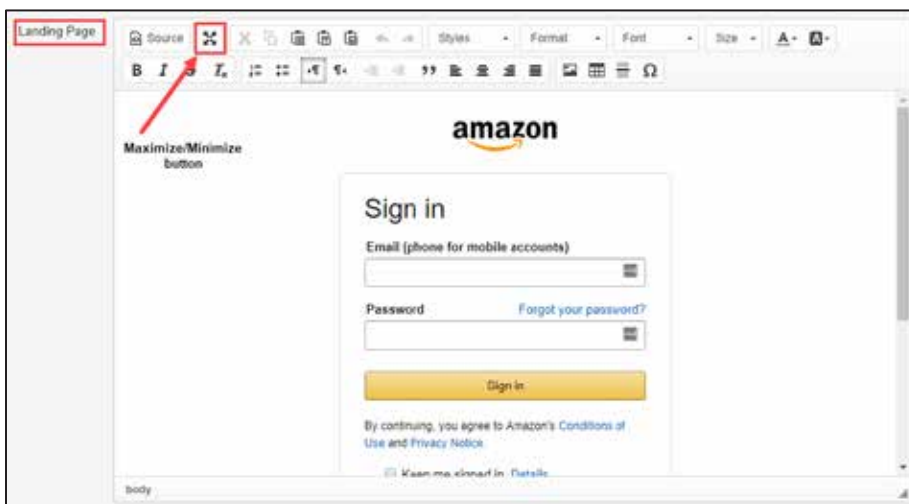 Landing Page
Source Styles Format Font Size A
B I S Tx Ω
Maximize/Minimize
button
amazon
Sign in
Email (phone for mobile accounts)
Password Forgot your password?
Sign in
By continuing, you agree to Amazon's Conditions of
Use and Privacy Notice
Keep me signed in. Details
body